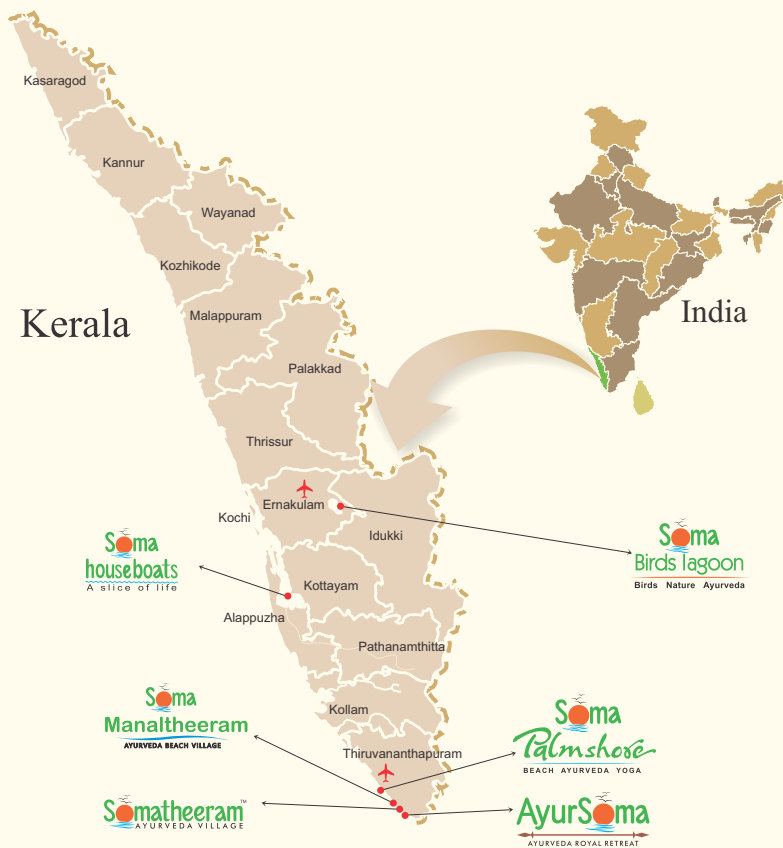 Kasaragod
Kannur
Wayanad
Kozhikode
Malappuram
Kerala
India
Palakkad
Thrissur
Ernakulam
Kochi
Idukki
Soma
houseboats
A slice of life
Soma
Birds lagoon
Birds Nature Ayurveda
Kottayam
Alappuzha
Pathanamthitta
Kollam
Thiruvananthapuram
Soma
Manaltheeram
AYURVEDA BEACH VILLAGE
Soma
Palmshore
BEACH AYURVEDA YOGA
Somatheeram™
AYURVEDA VILLAGE
AyurSoma
AYURVEDA ROYAL RETREAT